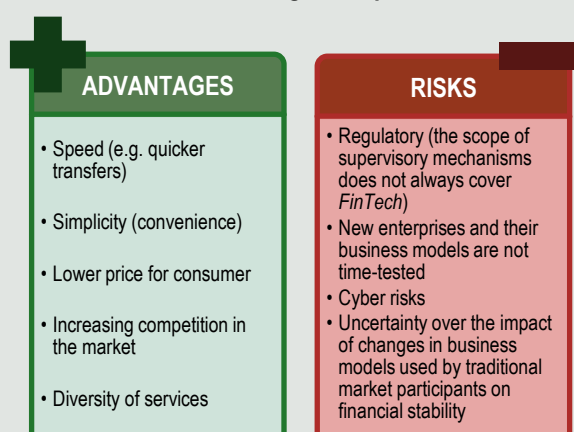 ADVANTAGES
• Speed (e.g. quicker
transfers)
• Simplicity (convenience)
• Lower price for consumer
• Increasing competition in
the market
• Diversity of services
RISKS
• Regulatory (the scope of
supervisory mechanisms
does not always cover
FinTech)
• New enterprises and their
business models are not
time-tested
• Cyber risks
• Uncertainty over the impact
of changes in business
models used by traditional
market participants on
financial stability